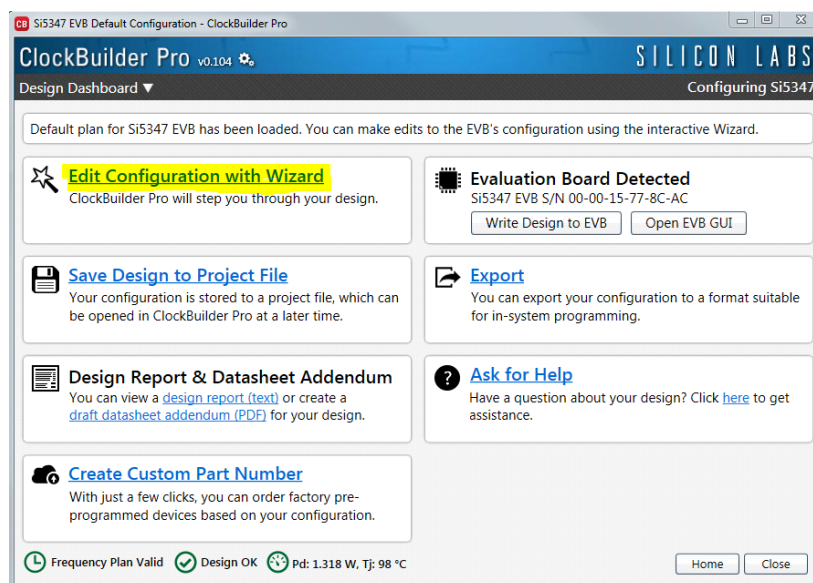 CB Si5347 EVB Default Configuration - ClockBuilder Pro
ClockBuilder Pro v0.104
SILICON LABS
Design Dashboard ▼
Configuring Si5347
Default plan for Si5347 EVB has been loaded. You can make edits to the EVB's configuration using the interactive Wizard.
Edit Configuration with Wizard
ClockBuilder Pro will step you through your design.
Evaluation Board Detected
Si5347 EVB S/N 00-00-15-77-8C-AC
Write Design to EVB
Open EVB GUI
Save Design to Project File
Your configuration is stored to a project file, which can
be opened in ClockBuilder Pro at a later time.
Export
You can export your configuration to a format suitable
for in-system programming.
Design Report & Datasheet Addendum
You can view a design report (text) or create a
draft datasheet addendum (PDF) for your design.
Ask for Help
Have a question about your design? Click here to get
assistance.
Create Custom Part Number
With just a few clicks, you can order factory pre-
programmed devices based on your configuration.
Frequency Plan Valid
Design OK
Pd: 1.318 W, Tj: 98 °C
Home
Close